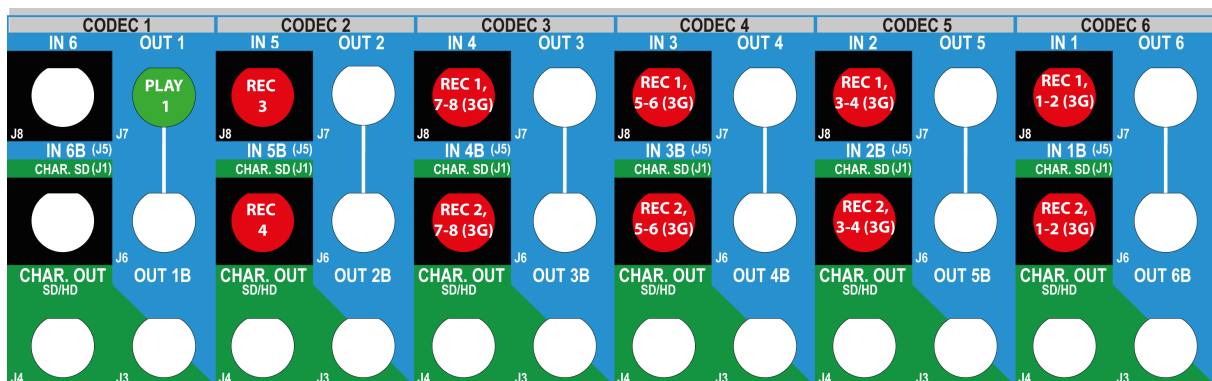 CODEC 1 CODEC 2 CODEC 3 CODEC 4 CODEC 5 CODEC 6
IN 6 OUT 1 IN 5 OUT 2 IN 4 OUT 3 IN 3 OUT 4 IN 2 OUT 5 IN 1 OUT 6
PLAY REC REC 1, REC 1, REC 1, REC 1,
1 3 7-8 (3G) 5-6 (3G) 3-4 (3G) 1-2 (3G)
J8 J7 J8 J7 J8 J7 J8 J7 J8 J7 J8 J7
IN 6B (J5) IN 5B (J5) IN 4B (J5) IN 3B (J5) IN 2B (J5) IN 1B (J5)
CHAR. SD (J1) CHAR. SD (J1) CHAR. SD (J1) CHAR. SD (J1) CHAR. SD (J1) CHAR. SD (J1)
REC REC 2, REC 2, REC 2, REC 2,
4 7-8 (3G) 5-6 (3G) 3-4 (3G) 1-2 (3G)
J6 J6 J6 J6 J6 J6
CHAR. OUT OUT 1B CHAR. OUT OUT 2B CHAR. OUT OUT 3B CHAR. OUT OUT 4B CHAR. OUT OUT 5B CHAR. OUT OUT 6B
SD/HD SD/HD SD/HD SD/HD SD/HD SD/HD
J4 J3 J4 J3 J4 J3 J4 J3 J4 J3 J4 J3